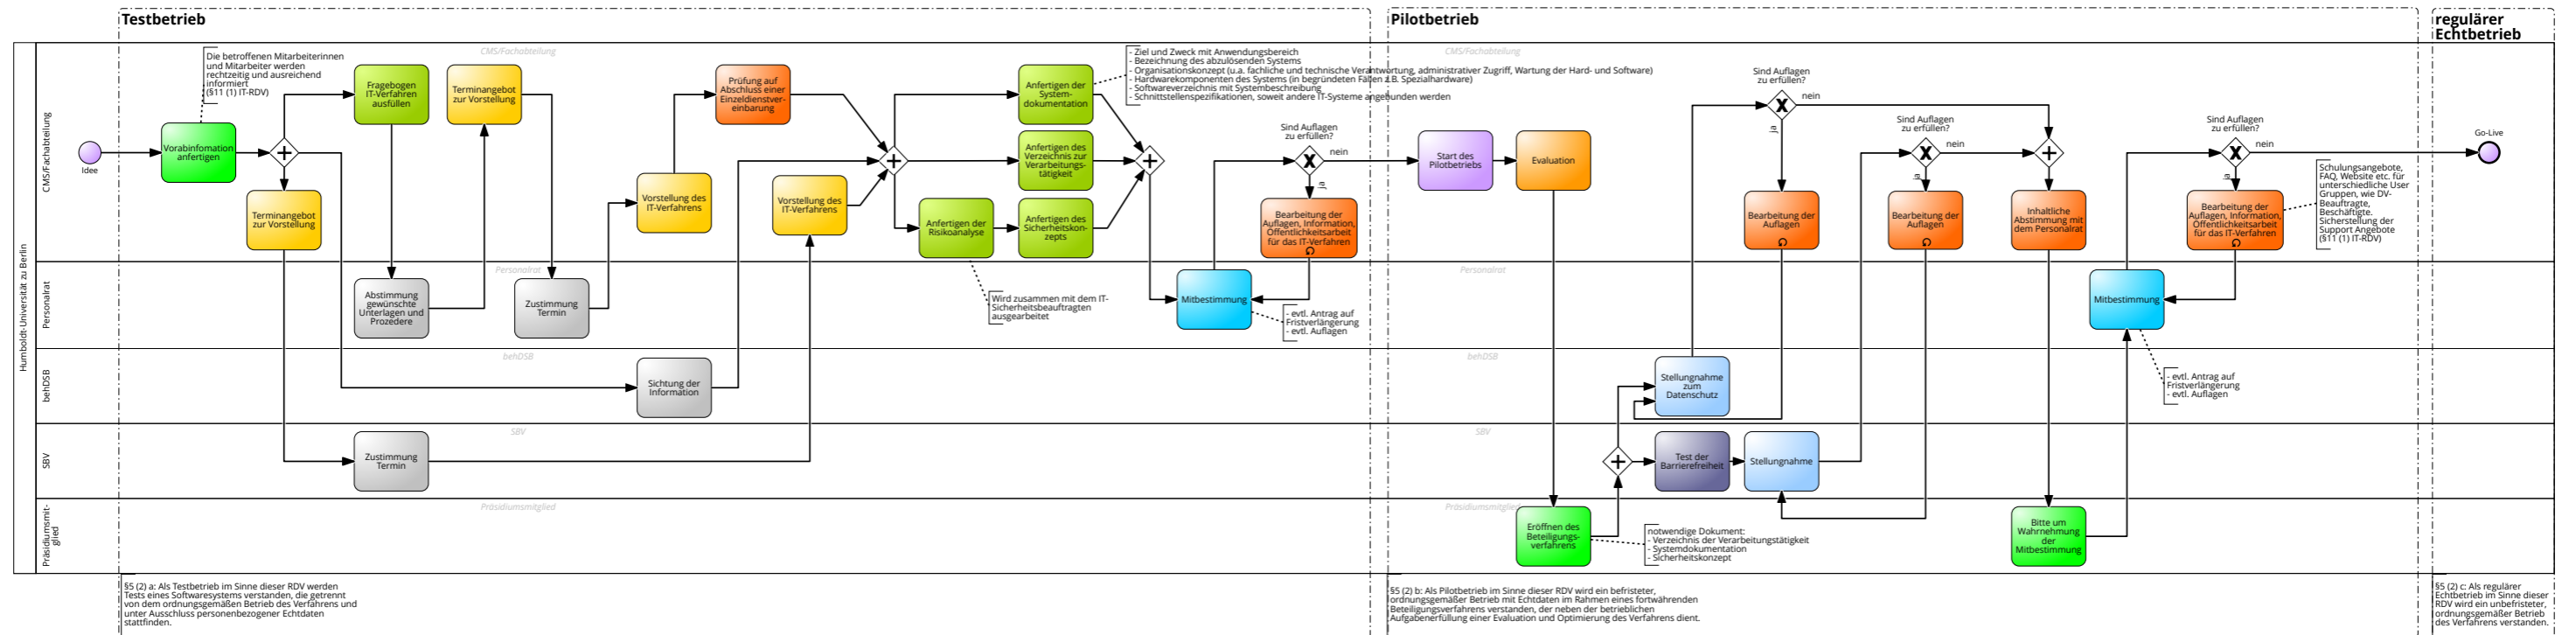 Testbetrieb
Pilotbetrieb
regulärer
Echtbetrieb
Humboldt-Universität zu Berlin
CMS/Fachabteilung
CMS/Fachabteilung
CMS/Fachabteilung
Idee
Die betroffenen Mitarbeiterinnen
und Mitarbeiter werden
rechtzeitig und ausreichend
informiert
(§11 (1) IT-RDV)
Vorabinfomation
anfertigen
Terminangebot
zur Vorstellung
Fragebogen
IT-Verfahren
ausfüllen
Terminangebot
zur Vorstellung
Vorstellung des
IT-Verfahrens
Prüfung auf
Abschluss einer
Einzeldienstver-
einbarung
Vorstellung des
IT-Verfahrens
Anfertigen der
System-
dokumentation
Anfertigen des
Verzeichnis zur
Verarbeitungs-
tätigkeit
Anfertigen der
Risikoanalyse
Anfertigen des
Sicherheitskon-
zepts
- Ziel und Zweck mit Anwendungsbereich
- Bezeichnung des abzulösenden Systems
- Organisationskonzept (u.a. fachliche und technische Verantwortung, administrativer Zugriff, Wartung der Hard- und Software)
- Hardwarekomponenten des Systems (in begründeten Fällen z.B. Spezialhardware)
- Softwareverzeichnis mit Systembeschreibung
- Schnittstellenspezifikationen, soweit andere IT-Systeme angebunden werden
Sind Auflagen
zu erfüllen?
nein
ja
Bearbeitung der
Auflagen, Information,
Öffentlichkeitsarbeit
für das IT-Verfahren
Start des
Pilotbetriebs
Evaluation
Sind Auflagen
zu erfüllen?
nein
ja
Bearbeitung der
Auflagen
Sind Auflagen
zu erfüllen?
nein
ja
Bearbeitung der
Auflagen
Inhaltliche
Abstimmung mit
dem Personalrat
Sind Auflagen
zu erfüllen?
nein
ja
Bearbeitung der
Auflagen, Information,
Öffentlichkeitsarbeit
für das IT-Verfahren
Schulungsangebote,
FAQ, Website etc. für
unterschiedliche User
Gruppen, wie DV-
Beauftragte,
Beschäftigte.
Sicherstellung der
Support Angebote
(§11 (1) IT-RDV)
Go-Live
Personalrat
Personalrat
Personalrat
Abstimmung
gewünschte
Unterlagen und
Prozedere
Zustimmung
Termin
Wird zusammen mit dem IT-
Sicherheitsbeauftragten
ausgearbeitet
Mitbestimmung
- evtl. Antrag auf
Fristverlängerung
- evtl. Auflagen
Mitbestimmung
behDSB
behDSB
behDSB
Sichtung der
Information
Stellungnahme
zum
Datenschutz
- evtl. Antrag auf
Fristverlängerung
- evtl. Auflagen
SBV
SBV
SBV
Zustimmung
Termin
Test der
Barrierefreiheit
Stellungnahme
Präsidiumsmit-
glied
Präsidiumsmitglied
Präsidiumsmitglied
Eröffnen des
Beteiligungs-
verfahrens
notwendige Dokument:
- Verzeichnis der Verarbeitungstätigkeit
- Systemdokumentation
- Sicherheitskonzept
Bitte um
Wahrnehmung
der
Mitbestimmung
§5 (2) a: Als Testbetrieb im Sinne dieser RDV werden
Tests eines Softwaresystems verstanden, die getrennt
von dem ordnungsgemäßen Betrieb des Verfahrens und
unter Ausschluss personenbezogener Echtdaten
stattfinden.
§5 (2) b: Als Pilotbetrieb im Sinne dieser RDV wird ein befristeter,
ordnungsgemäßer Betrieb mit Echtdaten im Rahmen eines fortwährenden
Beteiligungsverfahrens verstanden, der neben der betrieblichen
Aufgabenerfüllung einer Evaluation und Optimierung des Verfahrens dient.
§5 (2) c: Als regulärer
Echtbetrieb im Sinne dieser
RDV wird ein unbefristeter,
ordnungsgemäßer Betrieb
des Verfahrens verstanden.